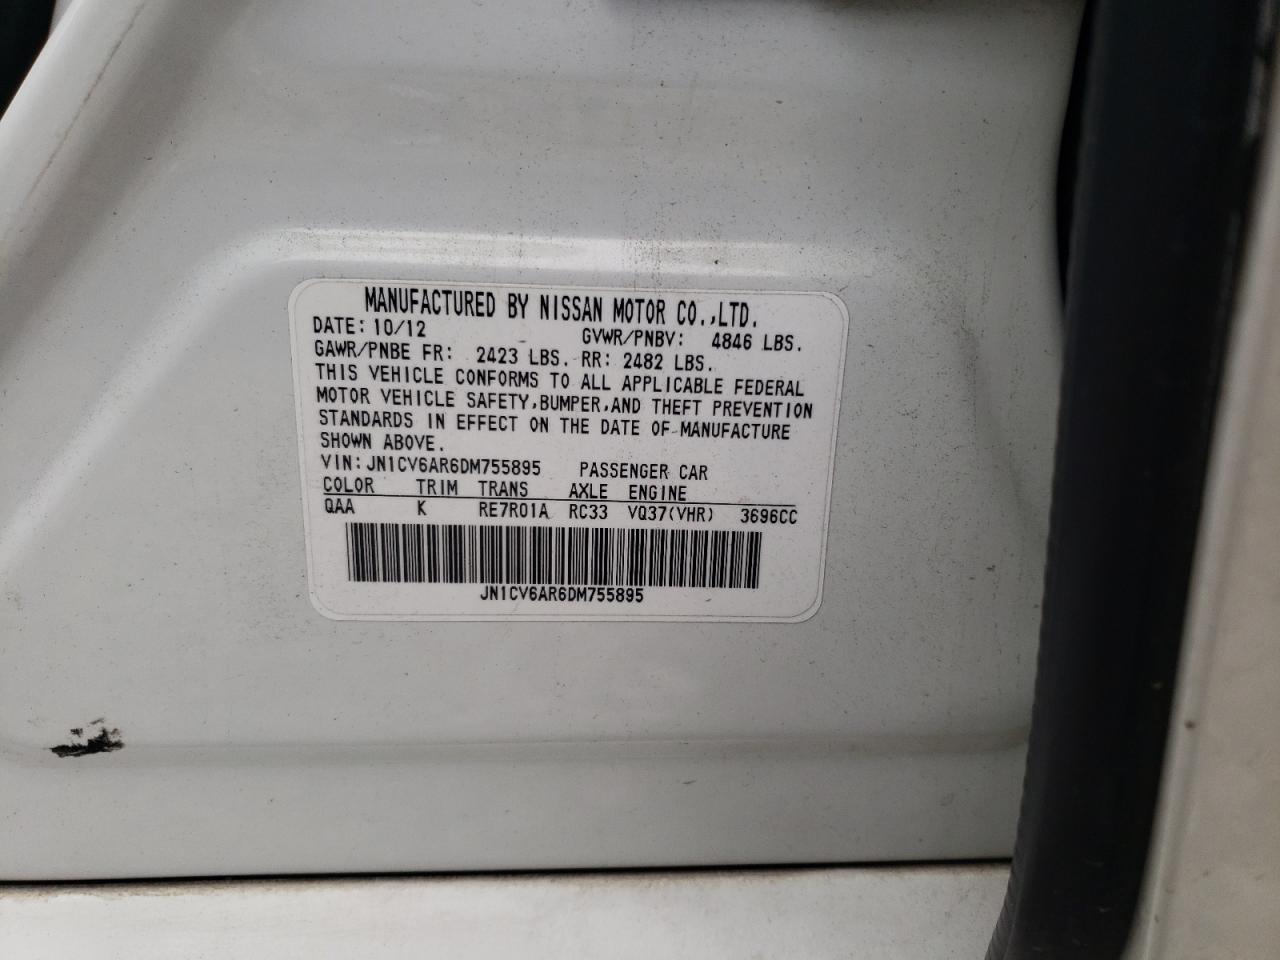 MANUFACTURED BY NISSAN MOTOR CO.,LTD.
DATE: 10/12 GVWR/PNBV: 4846 LBS.
GAWR/PNBE FR: 2423 LBS. RR: 2482 LBS.
THIS VEHICLE CONFORMS TO ALL APPLICABLE FEDERAL
MOTOR VEHICLE SAFETY,BUMPER,AND THEFT PREVENTION
STANDARDS IN EFFECT ON THE DATE OF MANUFACTURE
SHOWN ABOVE.
VIN: JN1CV6AR6DM755895 PASSENGER CAR
COLOR TRIM TRANS AXLE ENGINE
QAA K RE7R01A RC33 VQ37(VHR) 3696CC
JN1CV6AR6DM755895